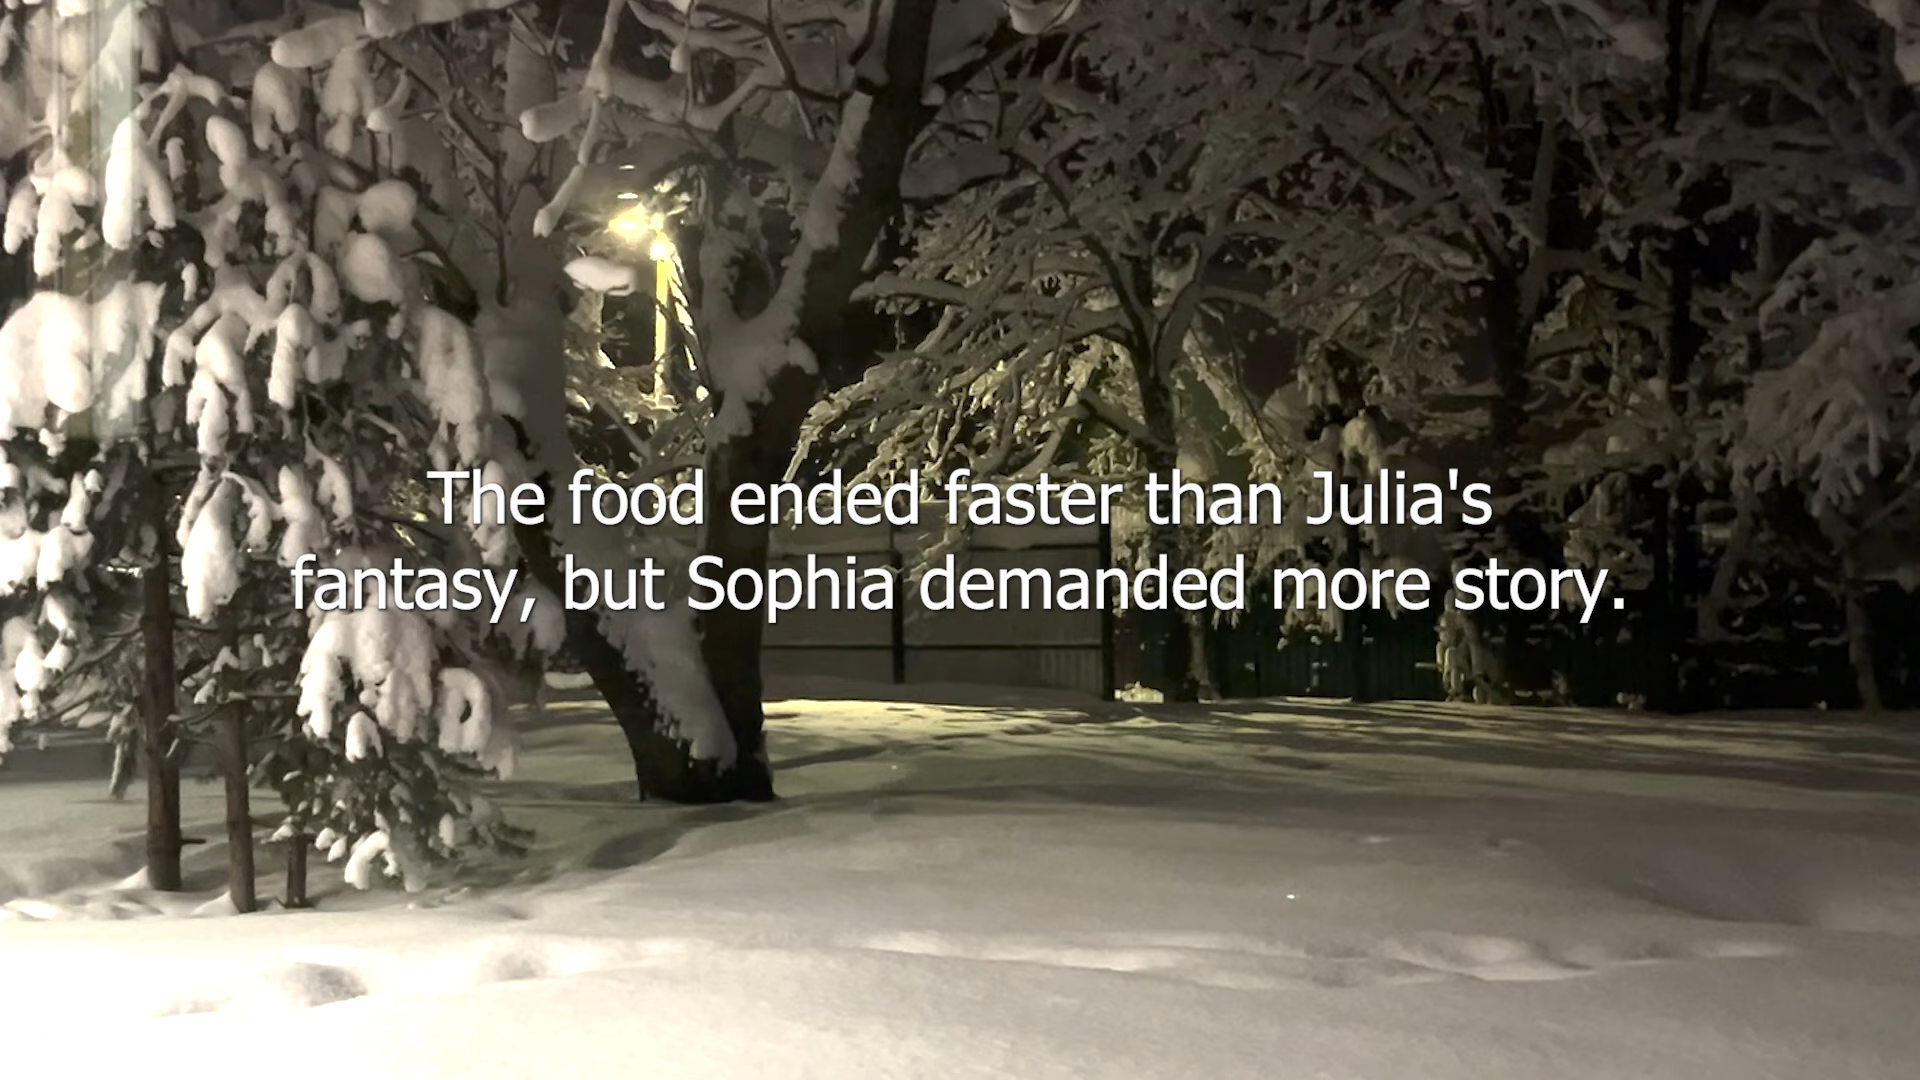 The food ended faster than Julia's
fantasy, but Sophia demanded more story.